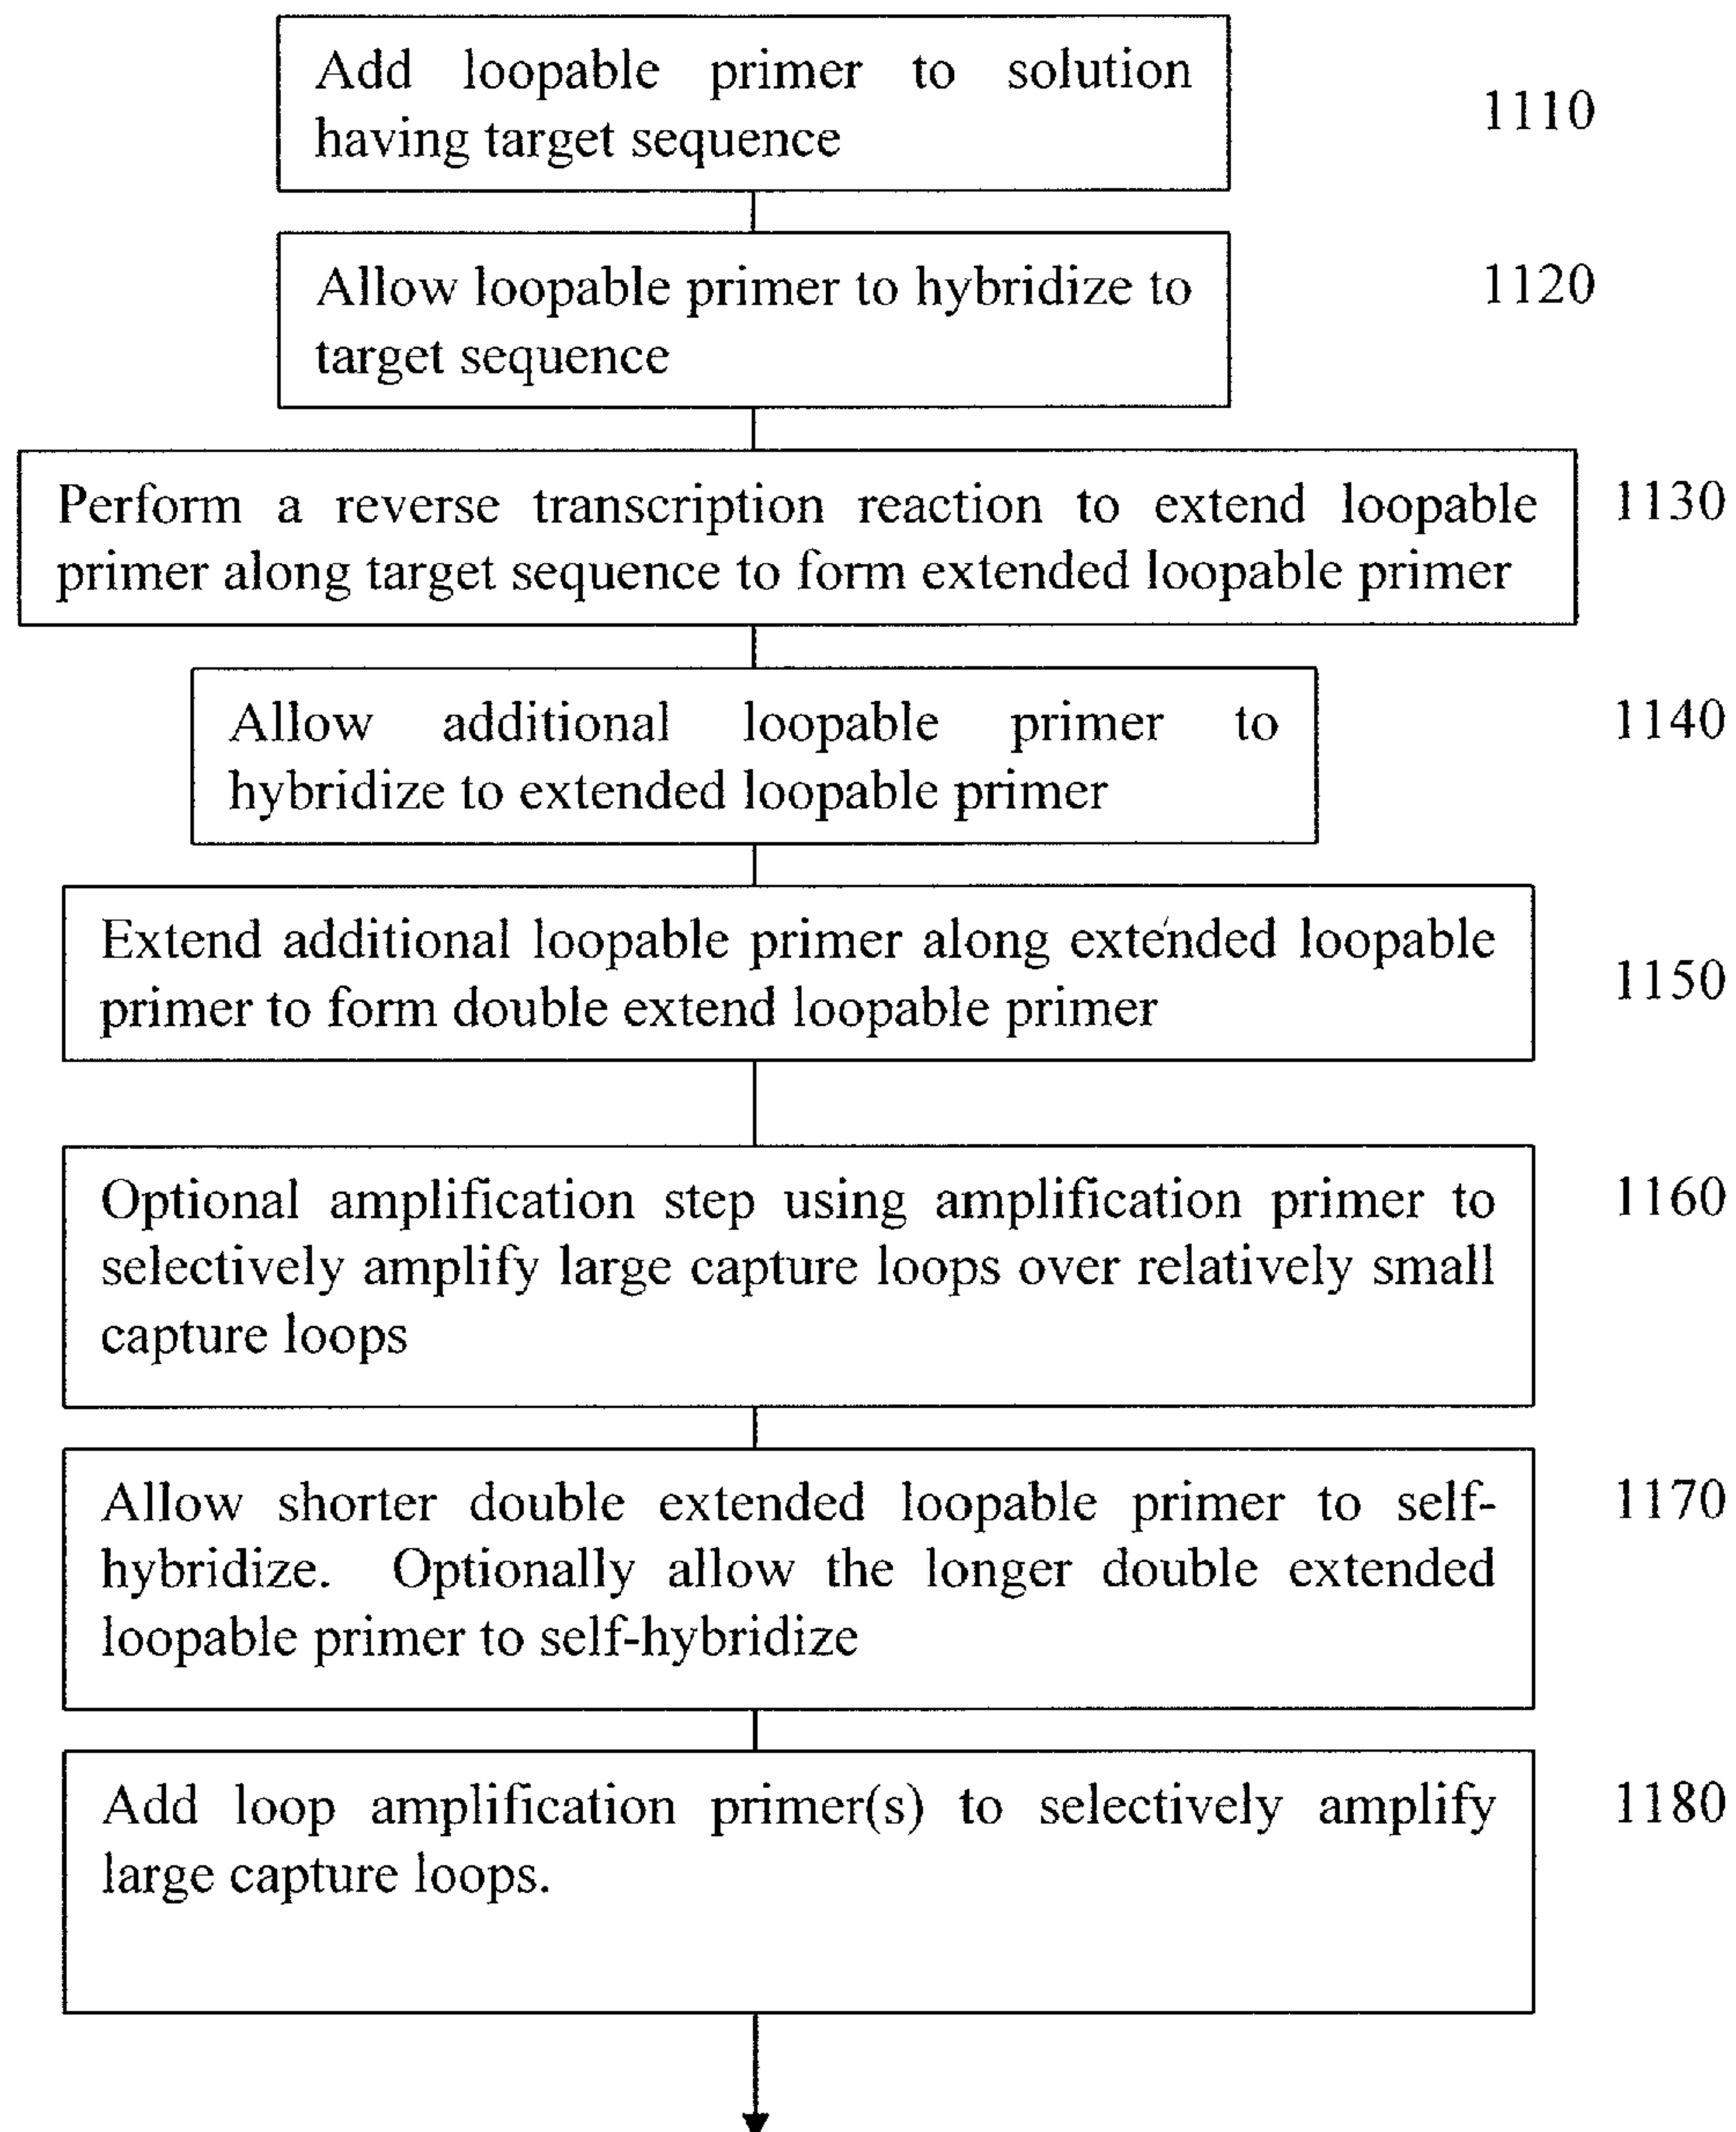 Add loopable primer to solution
having target sequence
1110
Allow loopable primer to hybridize to
target sequence
1120
Perform a reverse transcription reaction to extend loopable
primer along target sequence to form extended loopable primer
1130
Allow additional loopable primer to
hybridize to extended loopable primer
1140
Extend additional loopable primer along extended loopable
primer to form double extend loopable primer
1150
Optional amplification step using amplification primer to
selectively amplify large capture loops over relatively small
capture loops
1160
Allow shorter double extended loopable primer to self-
hybridize. Optionally allow the longer double extended
loopable primer to self-hybridize
1170
Add loop amplification primer(s) to selectively amplify
large capture loops.
1180